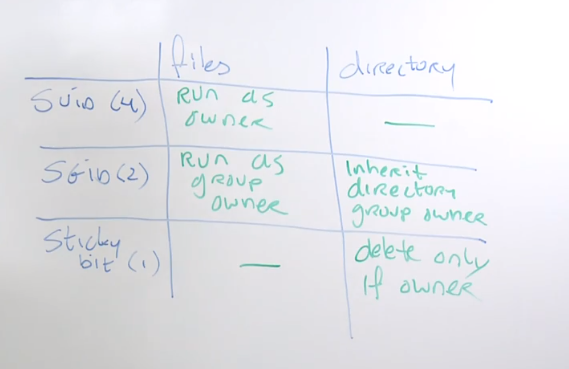 files directory
SUID (4) Run as owner —
SGID (2) Run as group owner Inherit directory group owner
Sticky bit (1) — delete only if owner